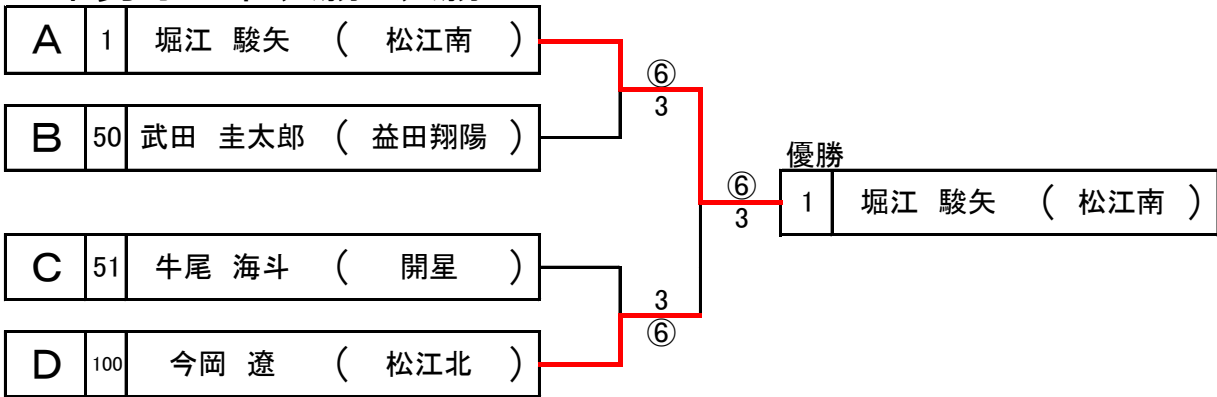 A 1 堀江 駿矢 ( 松江南 )
⑥
3
B 50 武田 圭太郎 ( 益田翔陽 )
優勝
⑥
3
1 堀江 駿矢 ( 松江南 )
C 51 牛尾 海斗 ( 開星 )
3
⑥
D 100 今岡 遼 ( 松江北 )